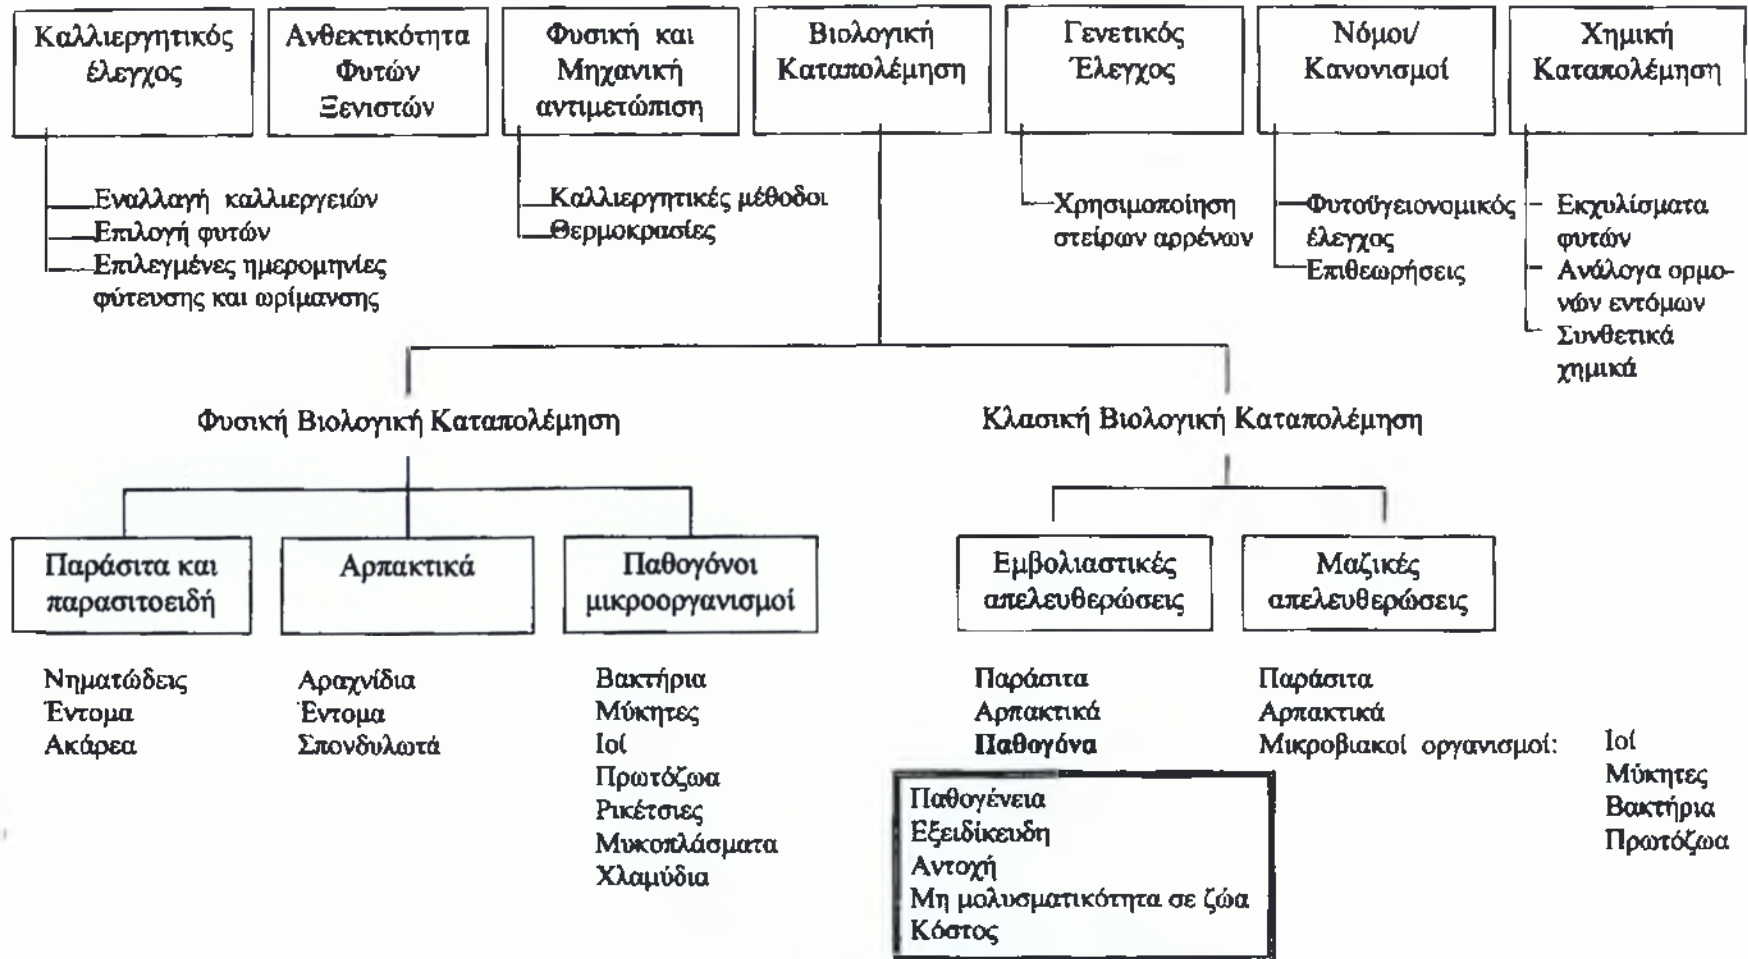 Καλλιεργητικός
έλεγχος
Ανθεκτικότητα
Φυτών
Ξενιστών
Φυσική και
Μηχανική
αντιμετώπιση
Βιολογική
Καταπολέμηση
Γενετικός
Έλεγχος
Νόμοι/
Κανονισμοί
Χημική
Καταπολέμηση
Εναλλαγή καλλιεργειών
Επιλογή φυτών
Επιλεγμένες ημερομηνίες
φύτευσης και ωρίμανσης
Καλλιεργητικές μέθοδοι
Θερμοκρασίες
Χρησιμοποίηση
στείρων αρρένων
Φυτοϋγειονομικός
έλεγχος
Επιθεωρήσεις
Εκχυλίσματα
φυτών
Ανάλογα ορμο-
νών εντόμων
Συνθετικά
χημικά
Φυσική Βιολογική Καταπολέμηση
Κλασική Βιολογική Καταπολέμηση
Παράσιτα και
παρασιτοειδή
Αρπακτικά
Παθογόνοι
μικροοργανισμοί
Εμβολιαστικές
απελευθερώσεις
Μαζικές
απελευθερώσεις
Νηματώδεις
Έντομα
Ακάρεα
Αραχνίδια
Έντομα
Σπονδυλωτά
Βακτήρια
Μύκητες
Ιοί
Πρωτόζωα
Ρικέτσιες
Μυκοπλάσματα
Χλαμύδια
Παράσιτα
Αρπακτικά
Παθογόνα
Παράσιτα
Αρπακτικά
Μικροβιακοί οργανισμοί:
Ιοί
Μύκητες
Βακτήρια
Πρωτόζωα
Παθογένεια
Εξειδίκευδη
Αντοχή
Μη μολυσματικότητα σε ζώα
Κόστος